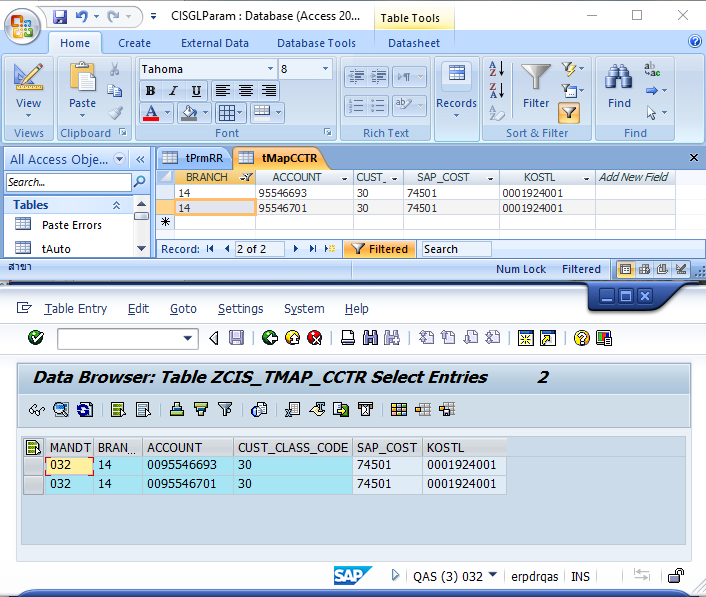 CISGLParam : Database (Access 20...
Table Tools
Home
Create
External Data
Database Tools
Datasheet
View
Views
Paste
Clipboard
Tahoma
8
B I U
A
Font
Rich Text
Records
Filter
Sort & Filter
Find
Find
All Access Obje...
Search...
Tables
Paste Errors
tAuto
tPrmRR
tMapCCTR
BRANCH ACCOUNT CUST_ SAP_COST KOSTL Add New Field
14 95546693 30 74501 0001924001
14 95546701 30 74501 0001924001
Record: 2 of 2 Filtered Search
สาขา
Num Lock Filtered
Table Entry Edit Goto Settings System Help
Data Browser: Table ZCIS_TMAP_CCTR Select Entries 2
MANDT BRAN... ACCOUNT CUST_CLASS_CODE SAP_COST KOSTL
032 14 0095546693 30 74501 0001924001
032 14 0095546701 30 74501 0001924001
SAP QAS (3) 032 erpdrqas INS